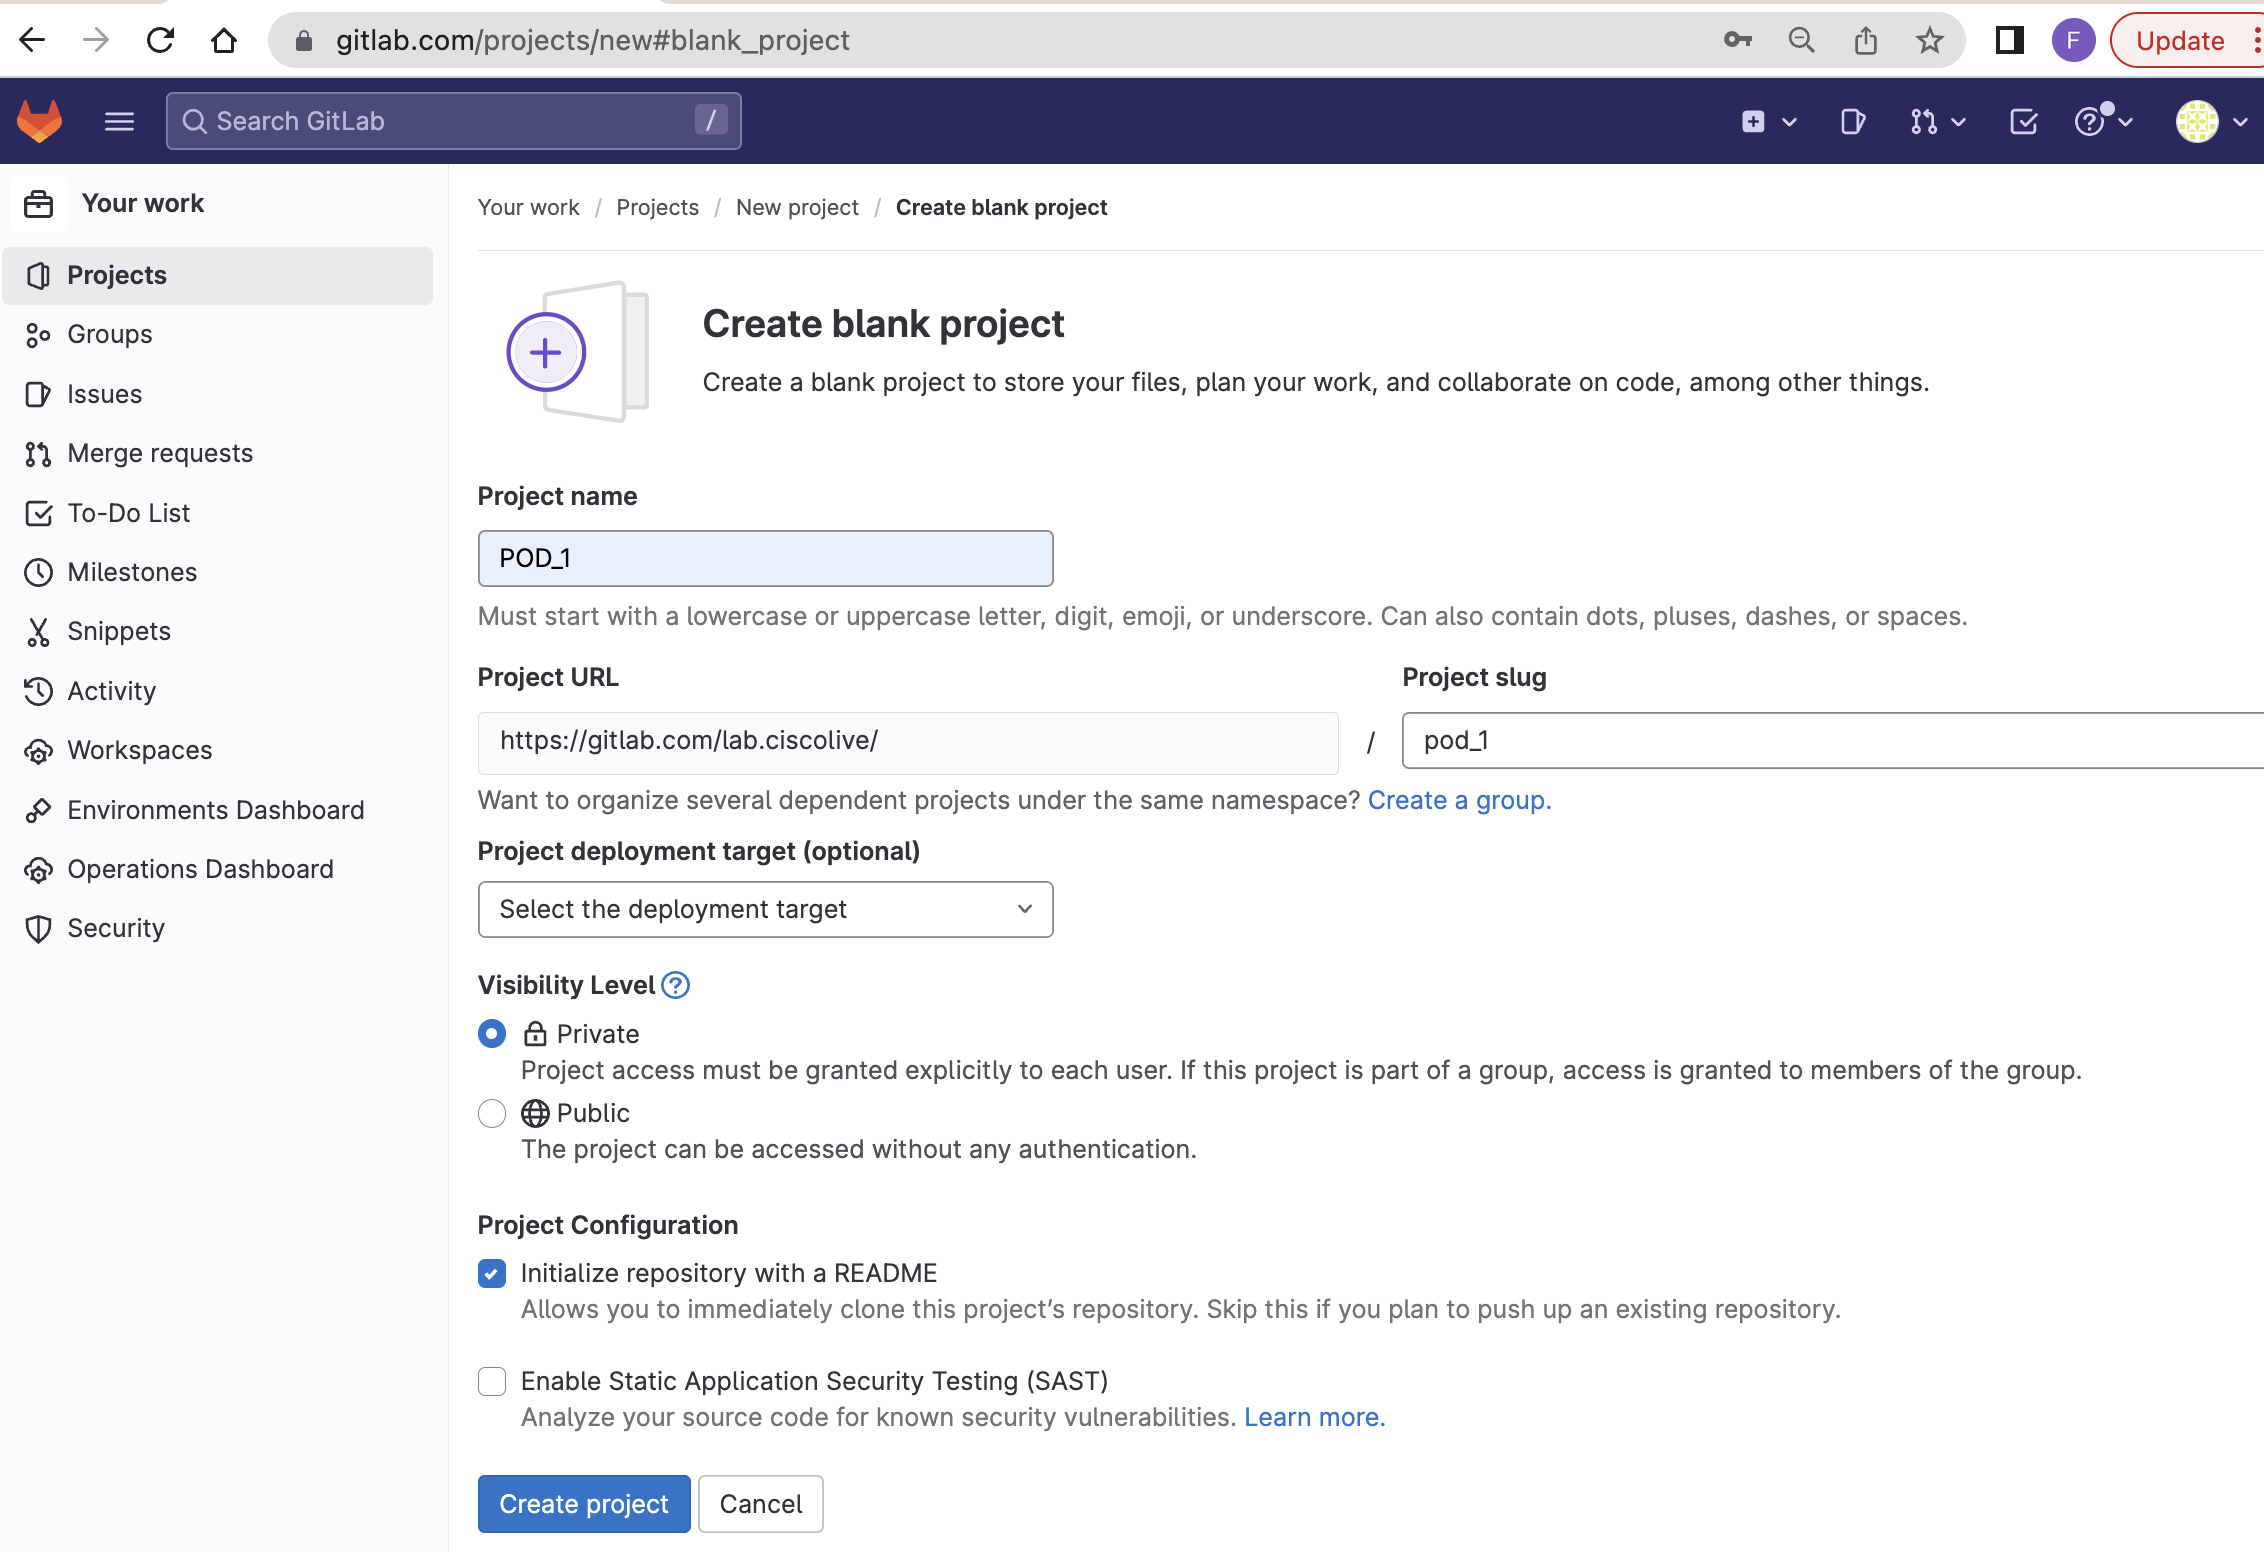 gitlab.com/projects/new#blank_project
F
Update
Search GitLab
/
Your work
Projects
Groups
Issues
Merge requests
To-Do List
Milestones
Snippets
Activity
Workspaces
Environments Dashboard
Operations Dashboard
Security
Your work / Projects / New project / Create blank project
Create blank project
Create a blank project to store your files, plan your work, and collaborate on code, among other things.
Project name
POD_1
Must start with a lowercase or uppercase letter, digit, emoji, or underscore. Can also contain dots, pluses, dashes, or spaces.
Project URL
Project slug
https://gitlab.com/lab.ciscolive/ / pod_1
Want to organize several dependent projects under the same namespace? Create a group.
Project deployment target (optional)
Select the deployment target
Visibility Level ?
Private
Project access must be granted explicitly to each user. If this project is part of a group, access is granted to members of the group.
Public
The project can be accessed without any authentication.
Project Configuration
Initialize repository with a README
Allows you to immediately clone this project's repository. Skip this if you plan to push up an existing repository.
Enable Static Application Security Testing (SAST)
Analyze your source code for known security vulnerabilities. Learn more.
Create project
Cancel